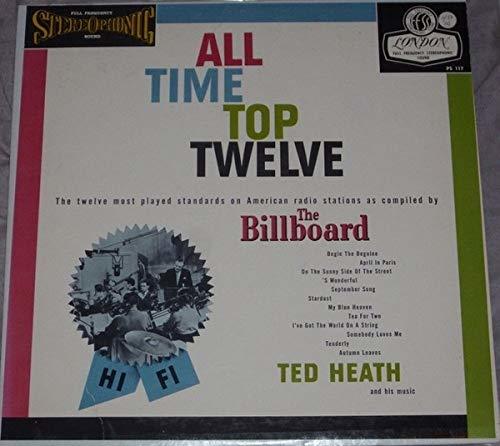 FULL FREQUENCY
STEREOPHONIC
SOUND
LONDON
FULL FREQUENCY STEREOPHONIC
SOUND
PS 117
ALL
TIME
TOP
TWELVE
The twelve most played standards on American radio stations as compiled by
The
Billboard
Begin The Beguine
April In Paris
On The Sunny Side Of The Street
'S Wonderful
September Song
Stardust
My Blue Heaven
Tea For Two
I've Got The World On A String
Somebody Loves Me
Tenderly
Autumn Leaves
HI FI
TED HEATH
and his music